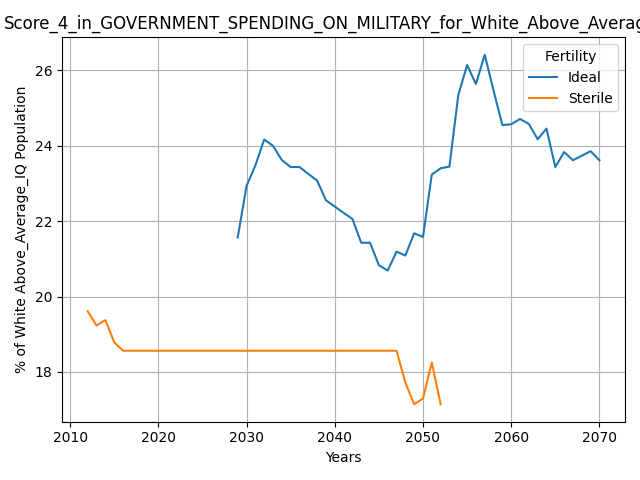 Score_4_in_GOVERNMENT_SPENDING_ON_MILITARY_for_White_Above_Averag
Fertility
Ideal
Sterile
% of White Above_Average_IQ Population
26
24
22
20
18
2010 2020 2030 2040 2050 2060 2070
Years